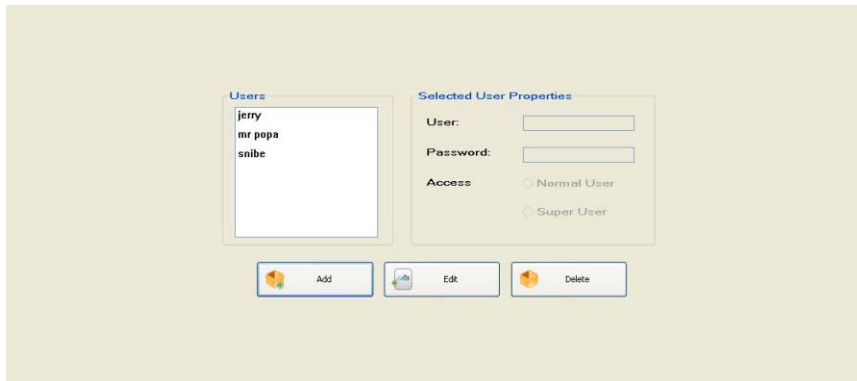 Users
jerry
mr popa
snibe
Selected User Properties
User:
Password:
Access
Normal User
Super User
Add
Edit
Delete